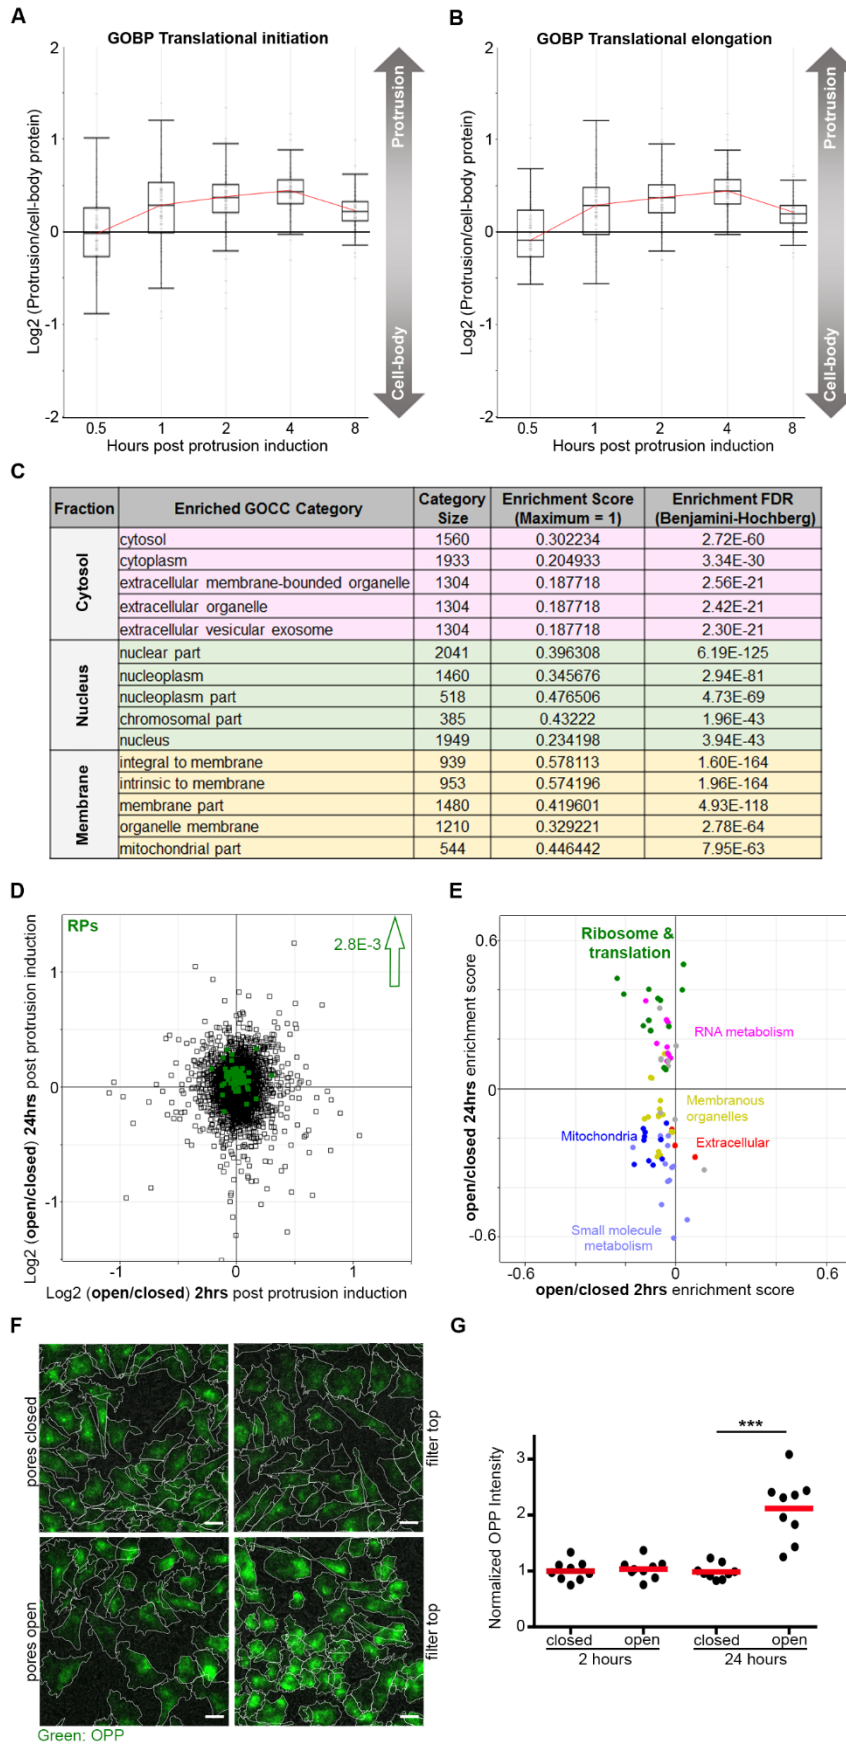 A
GOBP Translational initiation
2
1
0
-1
-2
Log2 (Protrusion/cell-body protein)
0.5 1 2 4 8
Hours post protrusion induction
Protrusion
Cell-body
B
GOBP Translational elongation
2
1
0
-1
-2
Log2 (Protrusion/cell-body protein)
0.5 1 2 4 8
Hours post protrusion induction
Protrusion
Cell-body
C
Fraction Enriched GOCC Category Category Size Enrichment Score (Maximum = 1) Enrichment FDR (Benjamini-Hochberg)
Cytosol
cytosol 1560 0.302234 2.72E-60
cytoplasm 1933 0.204933 3.34E-30
extracellular membrane-bounded organelle 1304 0.187718 2.56E-21
extracellular organelle 1304 0.187718 2.42E-21
extracellular vesicular exosome 1304 0.187718 2.30E-21
Nucleus
nuclear part 2041 0.396308 6.19E-125
nucleoplasm 1460 0.345676 2.94E-81
nucleoplasm part 518 0.476506 4.73E-69
chromosomal part 385 0.43222 1.96E-43
nucleus 1949 0.234198 3.94E-43
Membrane
integral to membrane 939 0.578113 1.60E-164
intrinsic to membrane 953 0.574196 1.96E-164
membrane part 1480 0.419601 4.93E-118
organelle membrane 1210 0.329221 2.78E-64
mitochondrial part 544 0.446442 7.95E-63
D
RPs
2.8E-3
1
0
-1
Log2 (open/closed) 24hrs post protrusion induction
-1 0 1
Log2 (open/closed) 2hrs post protrusion induction
E
Ribosome &
translation
RNA metabolism
Membranous
organelles
Mitochondria
Extracellular
Small molecule
metabolism
0.6
0
-0.6
open/closed 24hrs enrichment score
-0.6 0 0.6
open/closed 2hrs enrichment score
F
pores closed
filter top
pores open
filter top
Green: OPP
G
***
3
2
1
0
Normalized OPP Intensity
closed open closed open
2 hours 24 hours